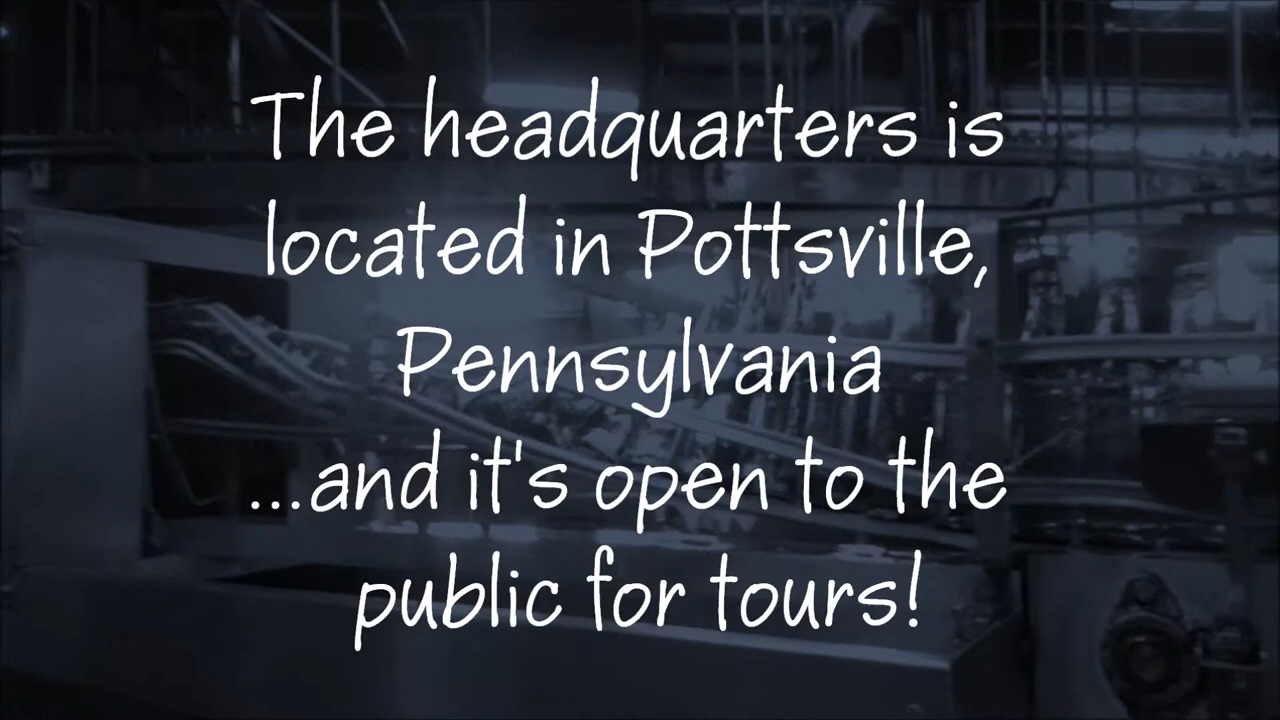 The headquarters is
located in Pottsville,
Pennsylvania
...and it's open to the
public for tours!